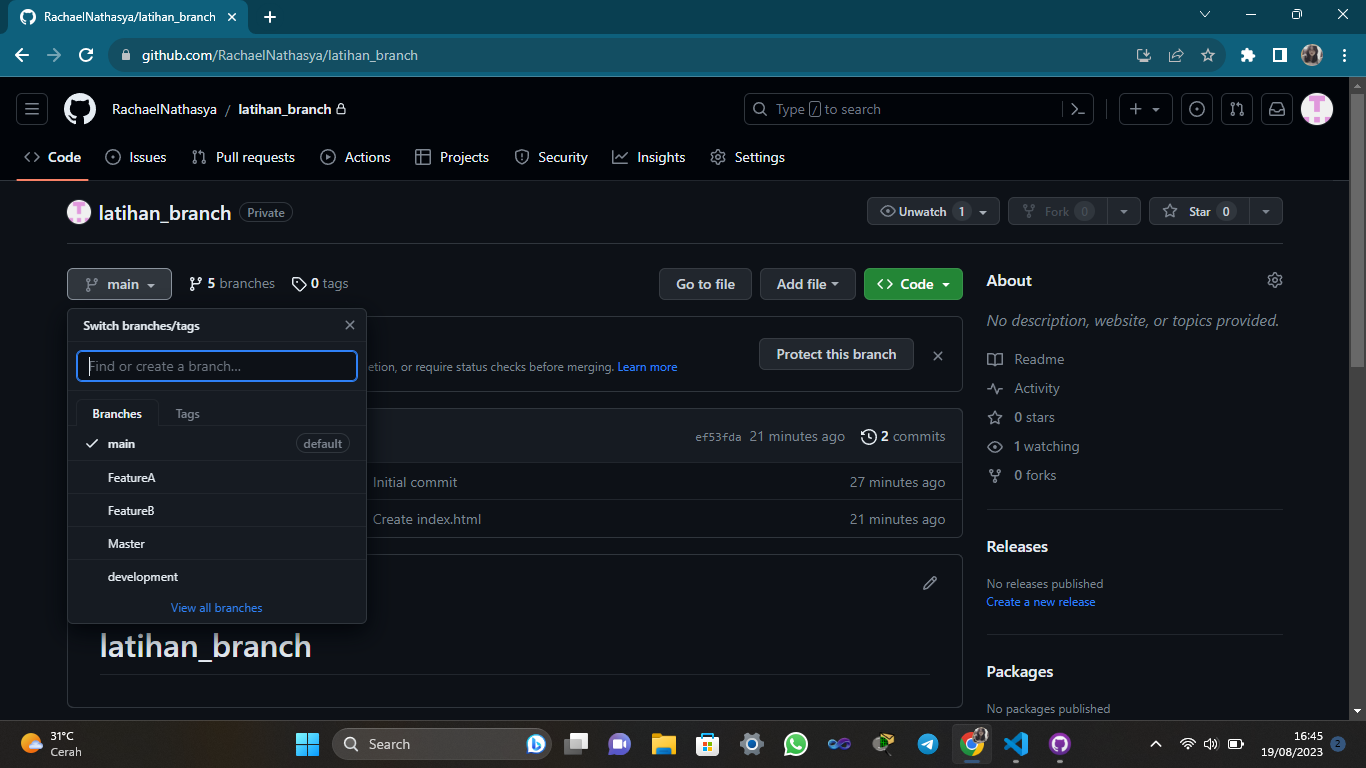 RachaelNathasya/latihan_branch
github.com/RachaelNathasya/latihan_branch
RachaelNathasya / latihan_branch
Type / to search
Code Issues Pull requests Actions Projects Security Insights Settings
latihan_branch Private
Unwatch 1 Fork 0 Star 0
main 5 branches 0 tags
Go to file Add file <> Code
About
No description, website, or topics provided.
Readme
Activity
0 stars
1 watching
0 forks
Switch branches/tags
Find or create a branch...
Branches Tags
main default
FeatureA
FeatureB
Master
development
View all branches
etion, or require status checks before merging. Learn more
Protect this branch
ef53fda 21 minutes ago 2 commits
Initial commit 27 minutes ago
Create index.html 21 minutes ago
latihan_branch
Releases
No releases published
Create a new release
Packages
No packages published
31°C
Cerah
Search
16:45
19/08/2023 2